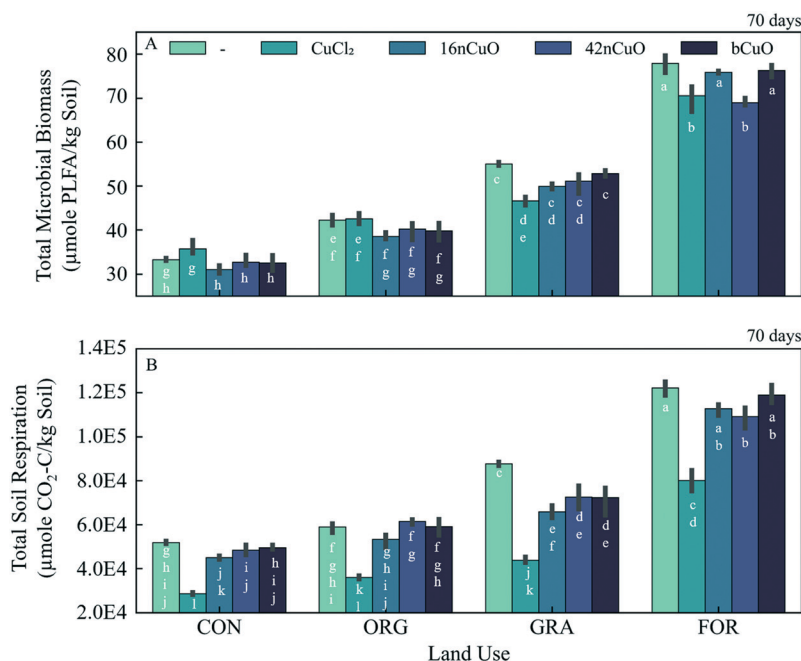 70 days
A
- CuCl₂ 16nCuO 42nCuO bCuO
Total Microbial Biomass
(μmole PLFA/kg Soil)
80
70
60
50
40
30
g h
g
h
h
h
e f
e f
f g
f g
f g
c
d e
c d
c d
c
a
b
a
b
a
70 days
B
Total Soil Respiration
(μmole CO₂-C/kg Soil)
1.4E5
1.2E5
1.0E5
8.0E4
6.0E4
4.0E4
2.0E4
g h i j
l
j k
i j
h i j
f g h i
k l
g h i j
f g
f g h
c
j k
e f
d e
d e
a
c d
a b
b
a b
CON ORG GRA FOR
Land Use